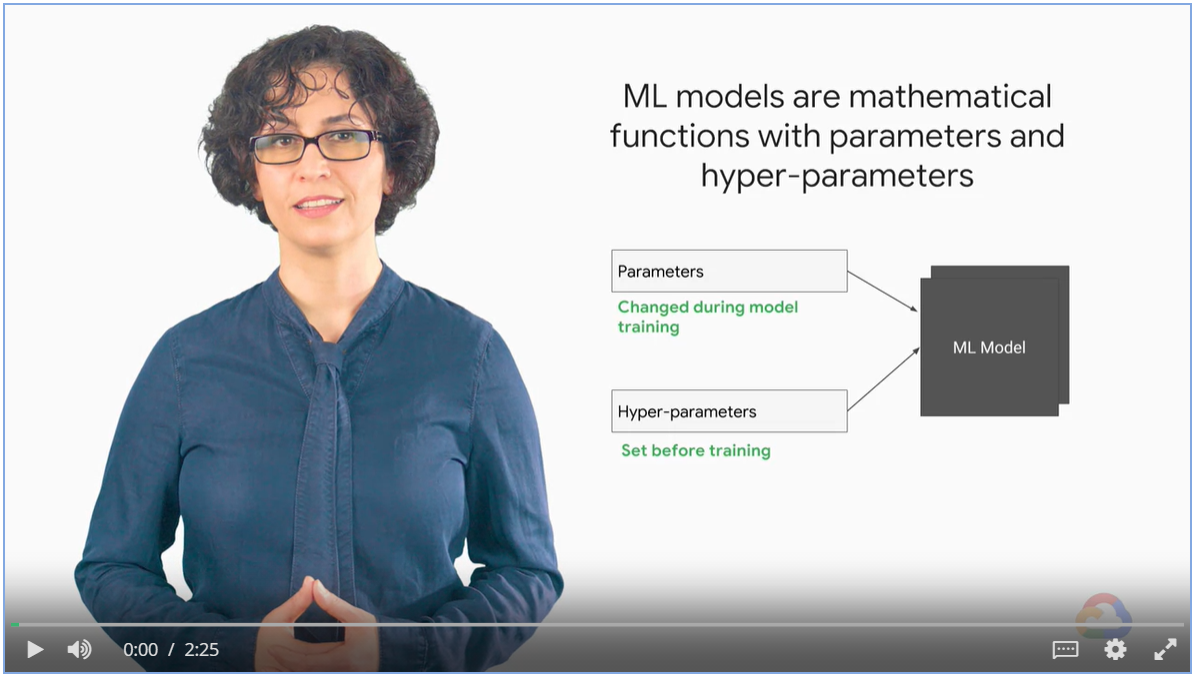 ML models are mathematical
functions with parameters and
hyper-parameters
Parameters
Changed during model
training
ML Model
Hyper-parameters
Set before training
0:00 / 2:25